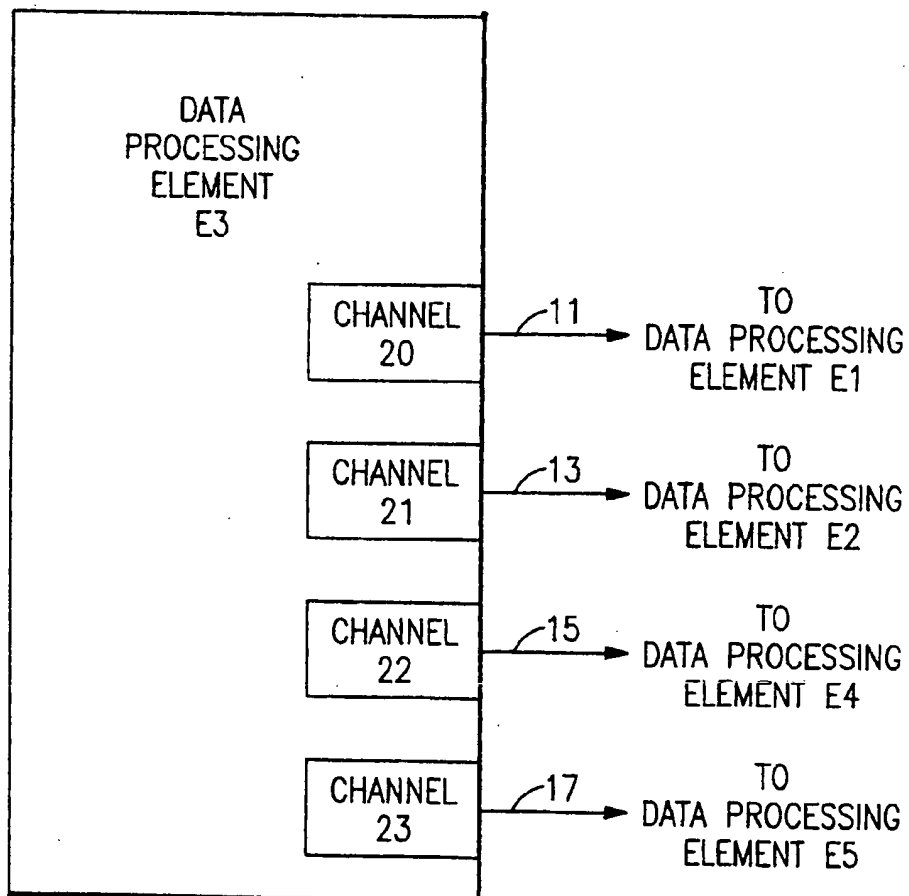 DATA
PROCESSING
ELEMENT
E3
CHANNEL
20
11
TO
DATA PROCESSING
ELEMENT E1
CHANNEL
21
13
TO
DATA PROCESSING
ELEMENT E2
CHANNEL
22
15
TO
DATA PROCESSING
ELEMENT E4
CHANNEL
23
17
TO
DATA PROCESSING
ELEMENT E5